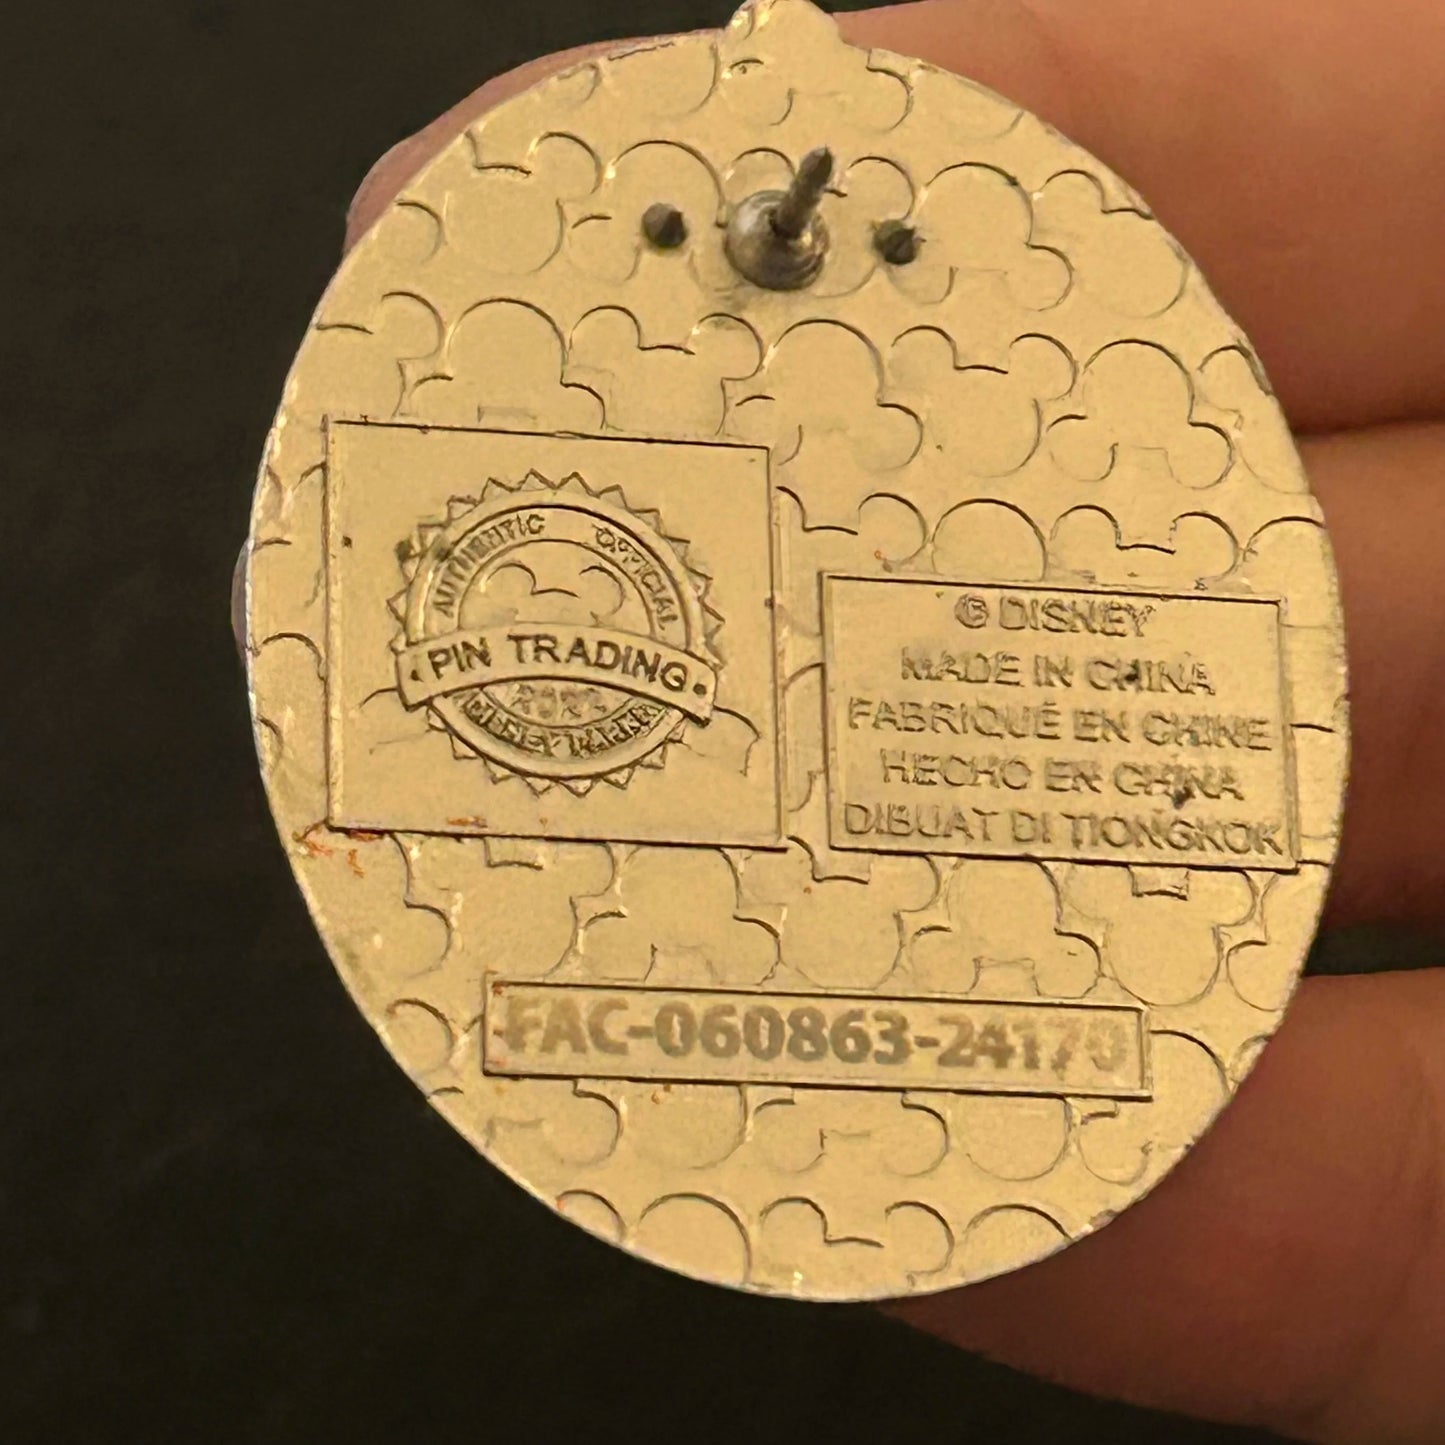 AUTHENTIC OFFICIAL
PIN TRADING
© DISNEY
MADE IN CHINA
FABRIQUÉ EN CHINE
HECHO EN CHINA
DIBUAT DI TIONGKOK
FAC-060863-24170